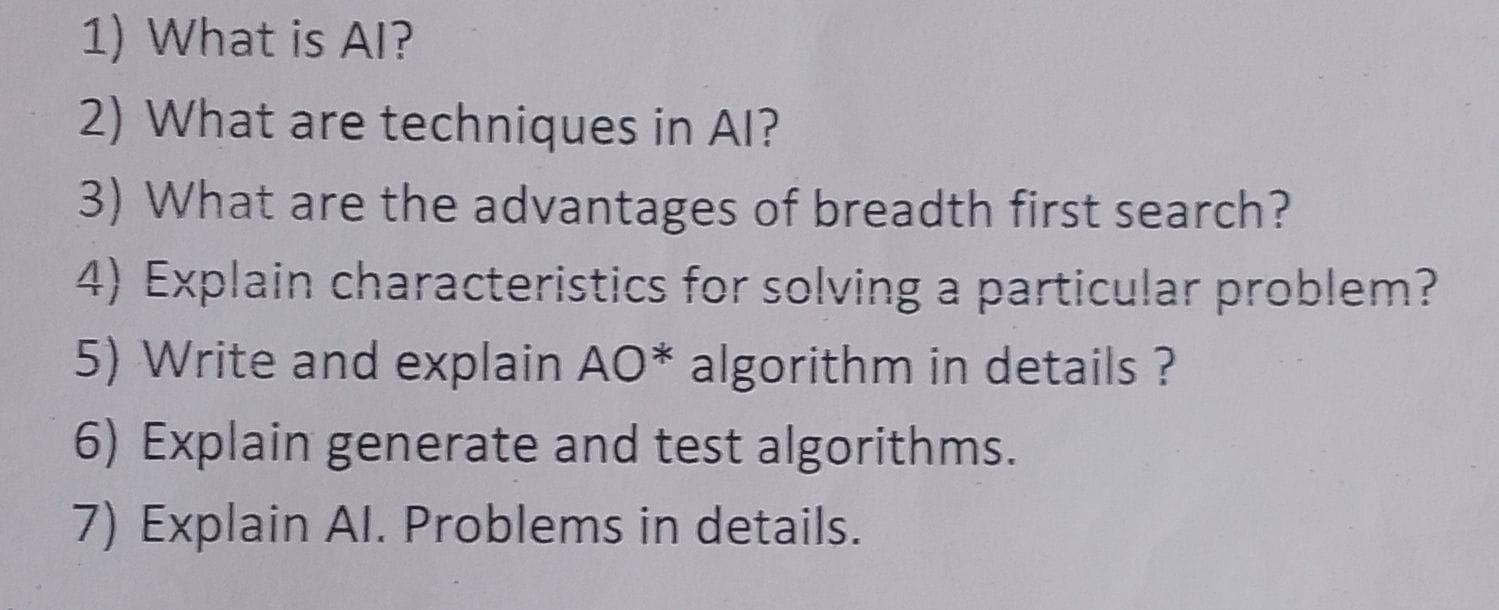 1) What is AI?
2) What are techniques in AI?
3) What are the advantages of breadth first search?
4) Explain characteristics for solving a particular problem?
5) Write and explain AO* algorithm in details ?
6) Explain generate and test algorithms.
7) Explain AI. Problems in details.